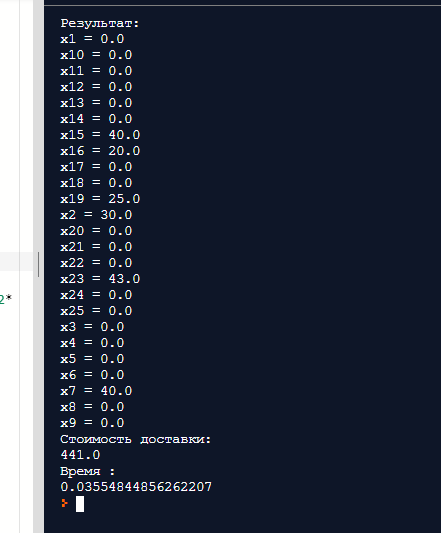 Результат:
x1 = 0.0
x10 = 0.0
x11 = 0.0
x12 = 0.0
x13 = 0.0
x14 = 0.0
x15 = 40.0
x16 = 20.0
x17 = 0.0
x18 = 0.0
x19 = 25.0
x2 = 30.0
x20 = 0.0
x21 = 0.0
x22 = 0.0
x23 = 43.0
x24 = 0.0
x25 = 0.0
x3 = 0.0
x4 = 0.0
x5 = 0.0
x6 = 0.0
x7 = 40.0
x8 = 0.0
x9 = 0.0
Стоимость доставки:
441.0
Время :
0.03554844856262207
2*